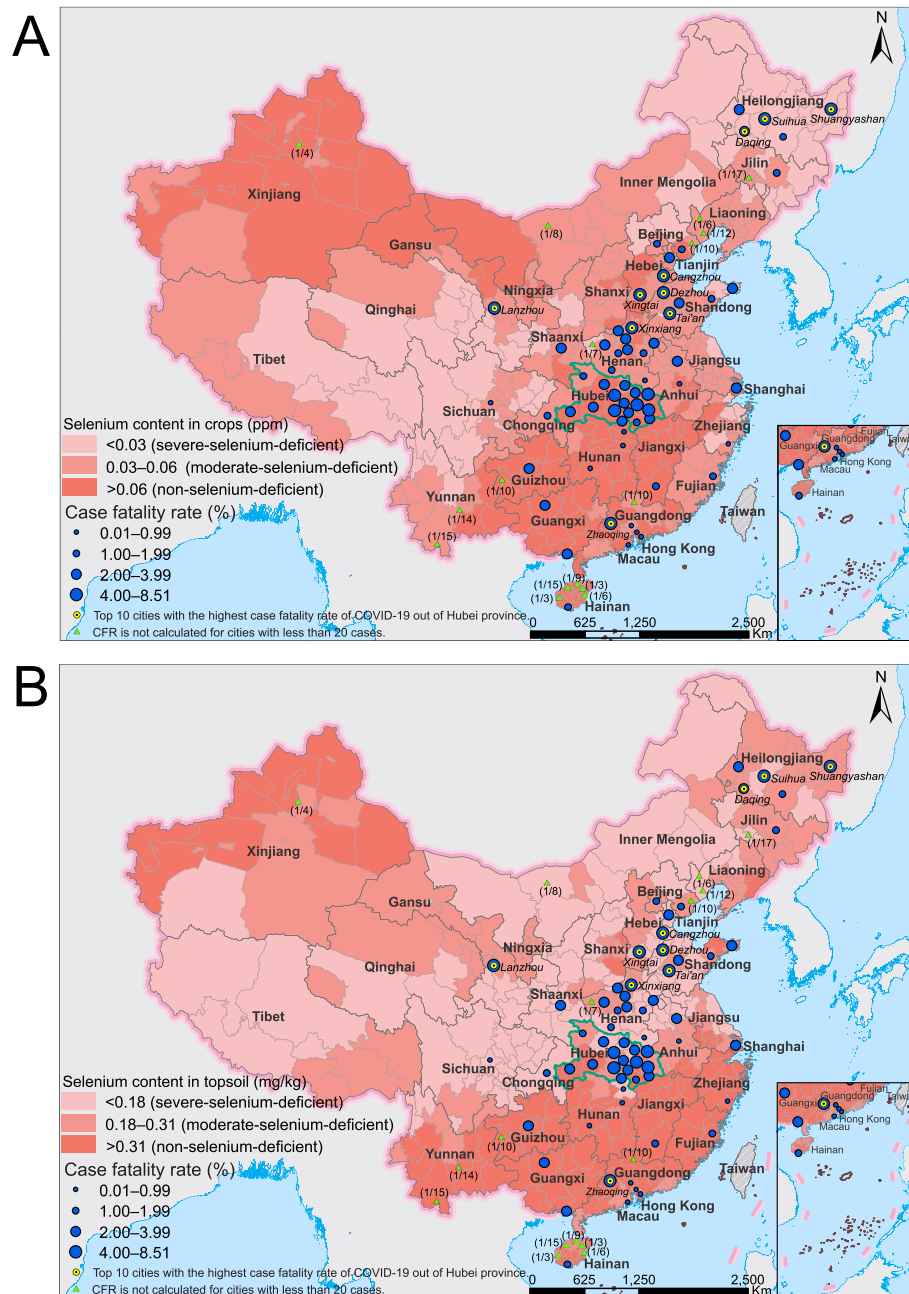 A
N
Heilongjiang
Suihua
Shuangyashan
Daqing
Jilin
(1/17)
(1/4)
Xinjiang
Inner Mengolia
Liaoning
(1/6)
(1/12)
(1/8)
Beijing
(1/10)
Gansu
Hebei
Tianjin
Cangzhou
Ningxia
Shanxi
Dezhou
Qinghai
Lanzhou
Xingtai
Shandong
Tai'an
Xinxiang
Shaanxi
(1/7)
Tibet
Henan
Jiangsu
Hubei
Anhui
Shanghai
Sichuan
Chongqing
Zhejiang
Selenium content in crops (ppm)
<0.03 (severe-selenium-deficient)
0.03–0.06 (moderate-selenium-deficient)
>0.06 (non-selenium-deficient)
Hunan
Jiangxi
(1/10)
Guizhou
Fujian
Yunnan
(1/10)
(1/14)
Guangxi
Guangdong
Taiwan
Zhaoqing
(1/15)
Hong Kong
Macau
Case fatality rate (%)
0.01–0.99
1.00–1.99
2.00–3.99
4.00–8.51
Top 10 cities with the highest case fatality rate of COVID-19 out of Hubei province.
CFR is not calculated for cities with less than 20 cases.
(1/9)
(1/15)
(1/3)
(1/3)
(1/6)
Hainan
0 625 1,250 2,500
Km
Fujian
Guangdong
Taiw
Guangxi
Hong Kong
Macau
Hainan
B
N
Heilongjiang
Suihua
Shuangyashan
Daqing
Jilin
(1/17)
(1/4)
Xinjiang
Inner Mengolia
Liaoning
(1/6)
(1/12)
(1/8)
Beijing
(1/10)
Gansu
Hebei
Tianjin
Cangzhou
Ningxia
Shanxi
Dezhou
Qinghai
Lanzhou
Xingtai
Shandong
Tai'an
Xinxiang
Shaanxi
(1/7)
Tibet
Henan
Jiangsu
Hubei
Anhui
Shanghai
Sichuan
Chongqing
Zhejiang
Selenium content in topsoil (mg/kg)
<0.18 (severe-selenium-deficient)
0.18–0.31 (moderate-selenium-deficient)
>0.31 (non-selenium-deficient)
Hunan
Jiangxi
(1/10)
Guizhou
Fujian
Yunnan
(1/10)
(1/14)
Guangxi
Guangdong
Taiwan
Zhaoqing
(1/15)
Hong Kong
Macau
Case fatality rate (%)
0.01–0.99
1.00–1.99
2.00–3.99
4.00–8.51
Top 10 cities with the highest case fatality rate of COVID-19 out of Hubei province.
CFR is not calculated for cities with less than 20 cases.
(1/9)
(1/15)
(1/3)
(1/3)
(1/6)
Hainan
0 625 1,250 2,500
Km
Fujian
Guangdong
Taiw
Guangxi
Hong Kong
Macau
Hainan